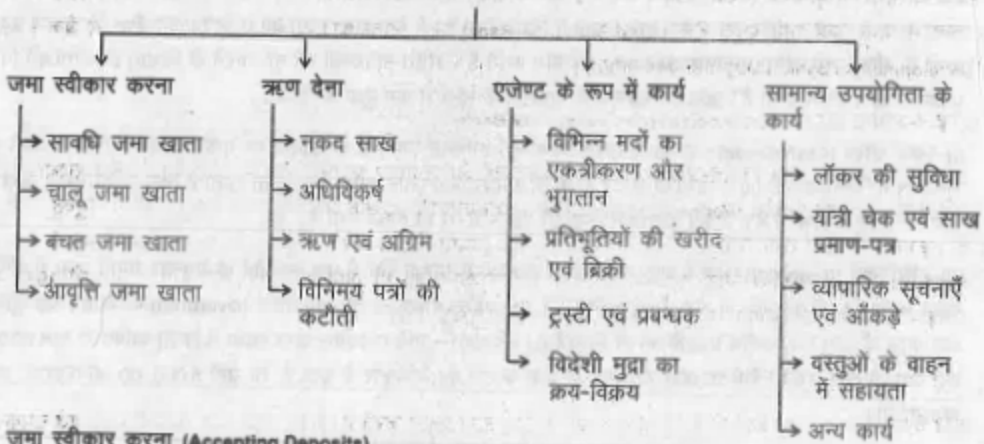 जमा स्वीकार करना
सावधि जमा खाता
चालू जमा खाता
बचत जमा खाता
आवृत्ति जमा खाता
ऋण देना
नकद साख
अधिविकर्ष
ऋण एवं अग्रिम
विनिमय पत्रों की
कटौती
एजेण्ट के रूप में कार्य
विभिन्न मदों का
एकत्रीकरण और
भुगतान
प्रतिभूतियों की खरीद
एवं ब्रिक्री
ट्रस्टी एवं प्रबन्धक
विदेशी मुद्रा का
क्रय-विक्रय
सामान्य उपयोगिता के
कार्य
लॉकर की सुविधा
यात्री चेक एवं साख
प्रमाण-पत्र
व्यापारिक सूचनाएँ
एवं आँकड़े
वस्तुओं के वाहन
में सहायता
अन्य कार्य
जमा स्वीकार करना (Accepting Deposits)